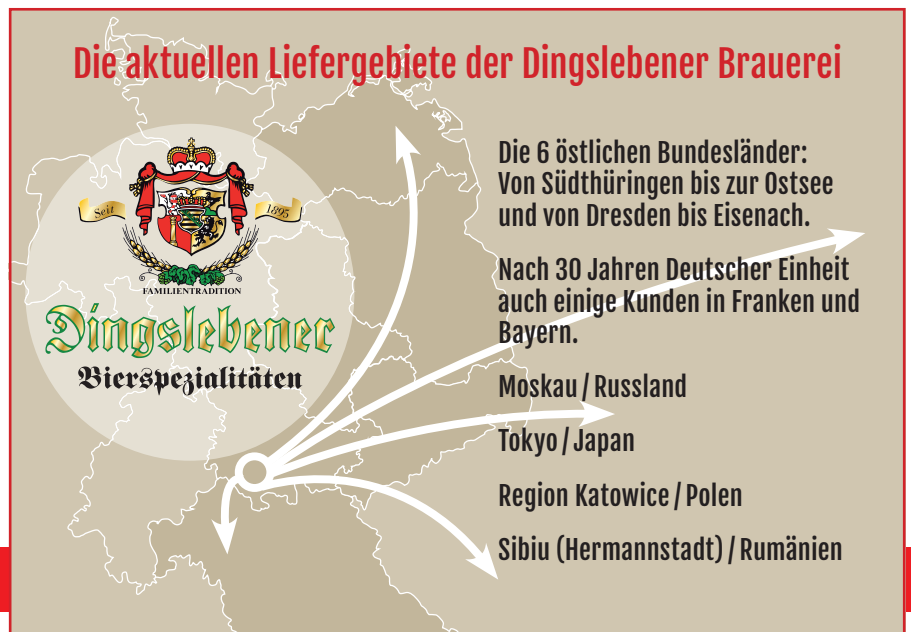 Die aktuellen Liefergebiete der Dingslebener Brauerei
Seit 1895
FAMILIENTRADITION
Dingslebener
Bierspezialitäten
Die 6 östlichen Bundesländer:
Von Südthüringen bis zur Ostsee
und von Dresden bis Eisenach.
Nach 30 Jahren Deutscher Einheit
auch einige Kunden in Franken und
Bayern.
Moskau / Russland
Tokyo / Japan
Region Katowice / Polen
Sibiu (Hermannstadt) / Rumänien